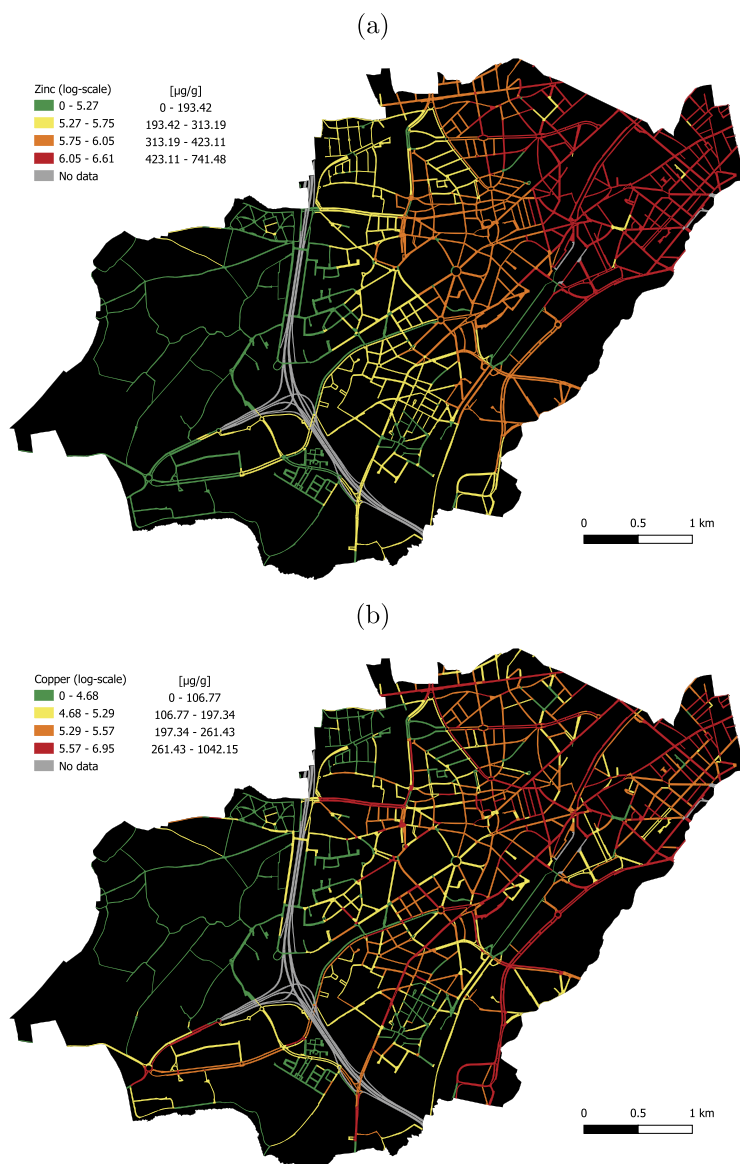 (a)
Zinc (log-scale) [µg/g]
0 - 5.27 0 - 193.42
5.27 - 5.75 193.42 - 313.19
5.75 - 6.05 313.19 - 423.11
6.05 - 6.61 423.11 - 741.48
No data
0 0.5 1 km
(b)
Copper (log-scale) [µg/g]
0 - 4.68 0 - 106.77
4.68 - 5.29 106.77 - 197.34
5.29 - 5.57 197.34 - 261.43
5.57 - 6.95 261.43 - 1042.15
No data
0 0.5 1 km